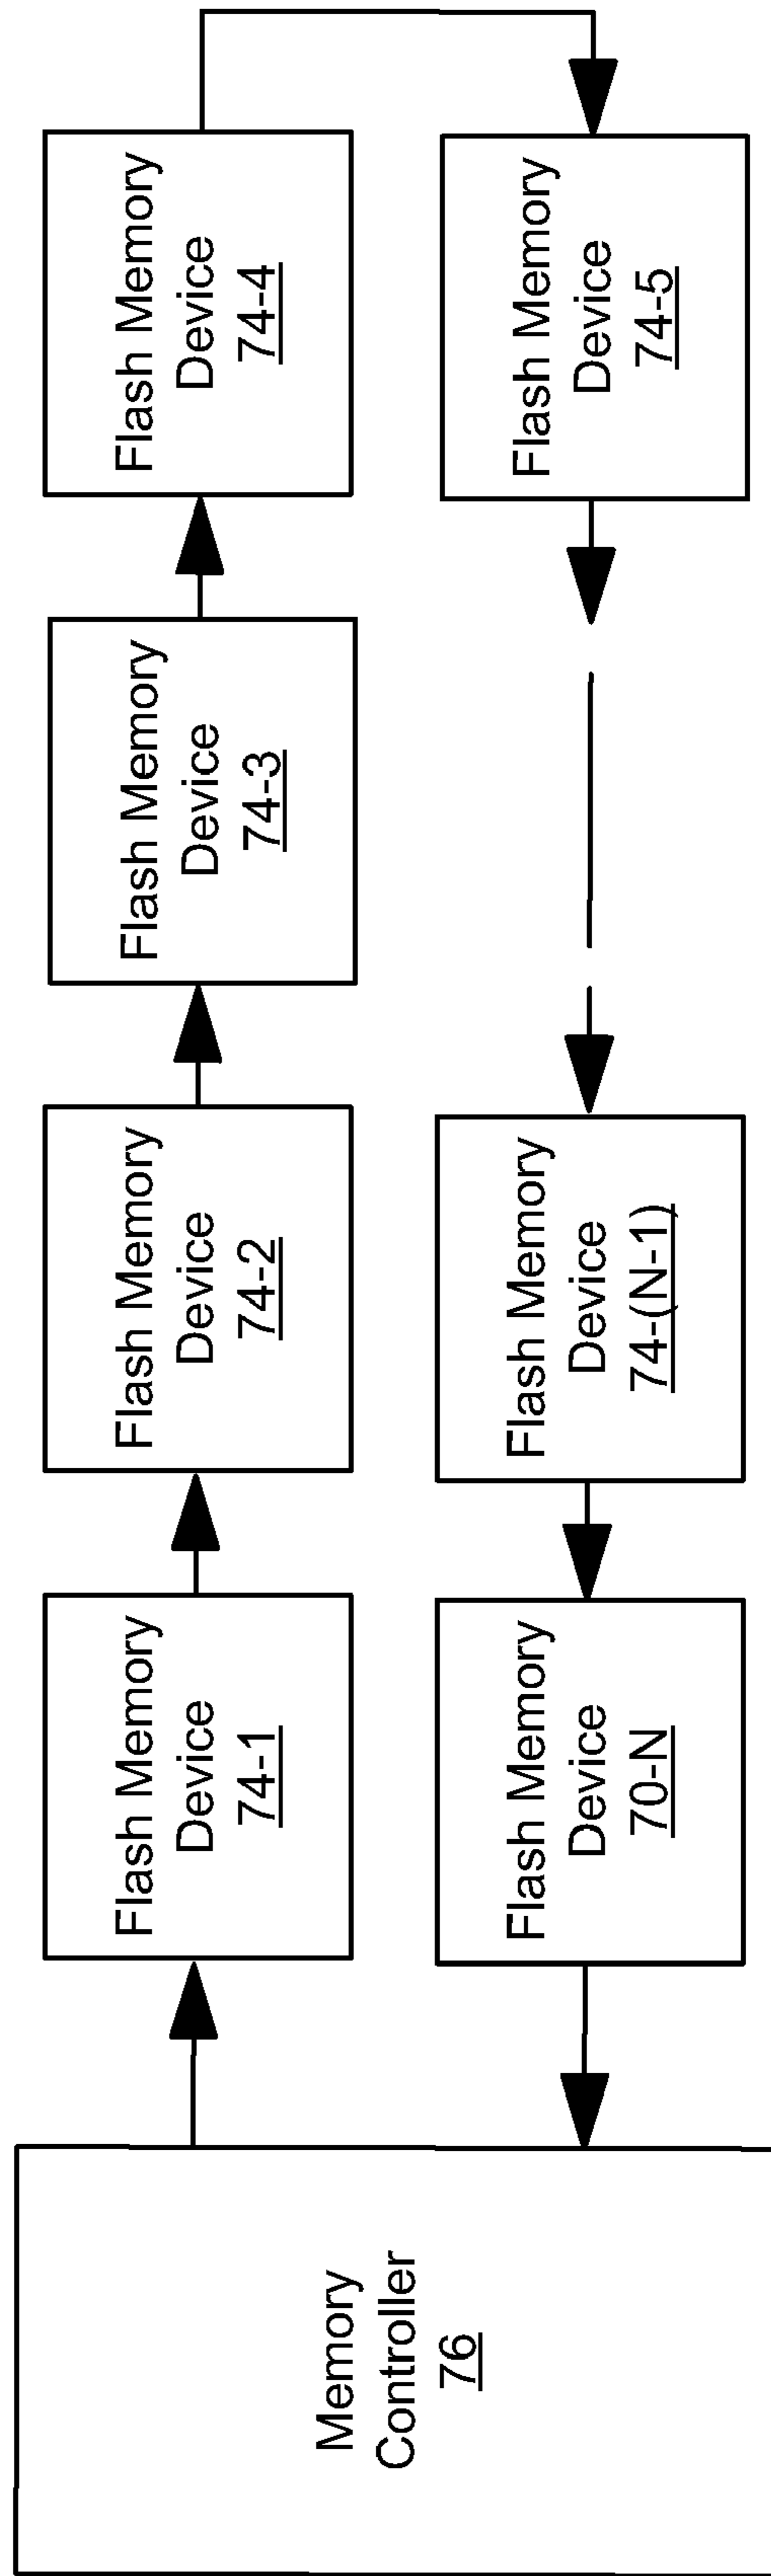 Memory
Controller
76
Flash Memory
Device
74-1
Flash Memory
Device
74-2
Flash Memory
Device
74-3
Flash Memory
Device
74-4
Flash Memory
Device
74-5
Flash Memory
Device
74-(N-1)
Flash Memory
Device
70-N